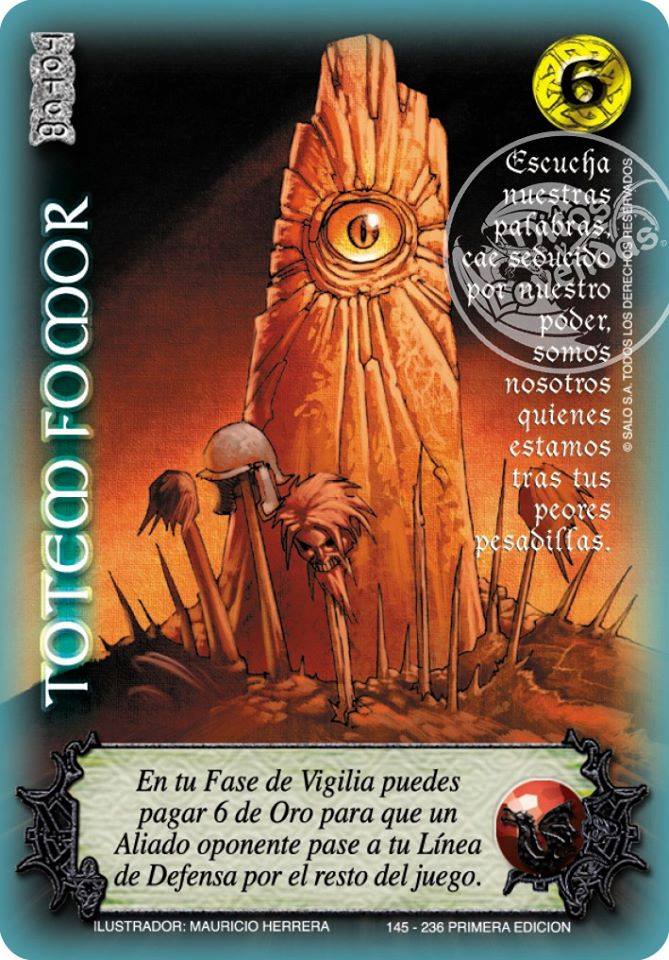 6
TOTEM FOMOR
Escucha
nuestras
palabras,
cae seducido
por nuestro
poder,
somos
nosotros
quienes
estamos
tras tus
peores
pesadillas.
© SALO S.A. TODOS LOS DERECHOS RESERVADOS
En tu Fase de Vigilia puedes
pagar 6 de Oro para que un
Aliado oponente pase a tu Línea
de Defensa por el resto del juego.
ILUSTRADOR: MAURICIO HERRERA 145 - 236 PRIMERA EDICION